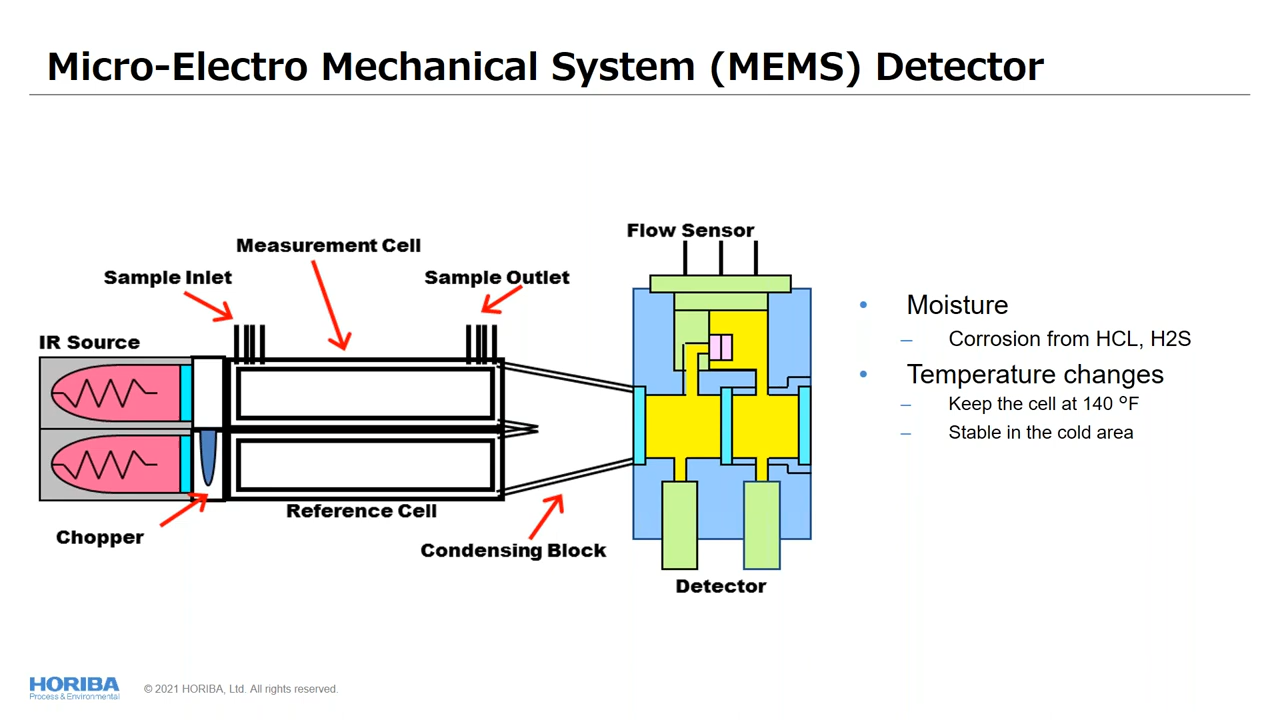 Micro-Electro Mechanical System (MEMS) Detector
Flow Sensor
Measurement Cell
Sample Inlet
Sample Outlet
IR Source
Reference Cell
Chopper
Condensing Block
Detector
• Moisture
– Corrosion from HCL, H2S
• Temperature changes
– Keep the cell at 140 °F
– Stable in the cold area
HORIBA
Process & Environmental
© 2021 HORIBA, Ltd. All rights reserved.